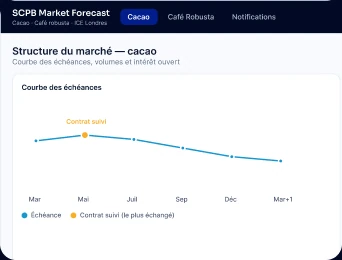 SCPB Market Forecast
Cacao · Café robusta · ICE Londres
Cacao
Café Robusta
Notifications
Structure du marché — cacao
Courbe des échéances, volumes et intérêt ouvert
Courbe des échéances
Contrat suivi
Mar
Mai
Juil
Sep
Déc
Mar+1
Échéance
Contrat suivi (le plus échangé)